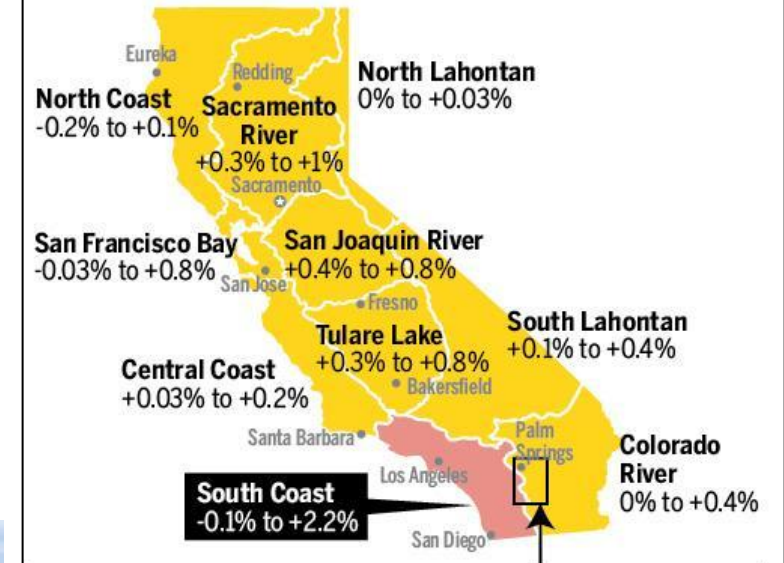 Eureka
Redding
North Lahontan
0% to +0.03%
North Coast
-0.2% to +0.1%
Sacramento
River
+0.3% to +1%
Sacramento
San Francisco Bay
-0.03% to +0.8%
San Jose
San Joaquin River
+0.4% to +0.8%
Fresno
Tulare Lake
+0.3% to +0.8%
Bakersfield
South Lahontan
+0.1% to +0.4%
Central Coast
+0.03% to +0.2%
Santa Barbara
Los Angeles
Palm
Springs
Colorado
River
0% to +0.4%
South Coast
-0.1% to +2.2%
San Diego